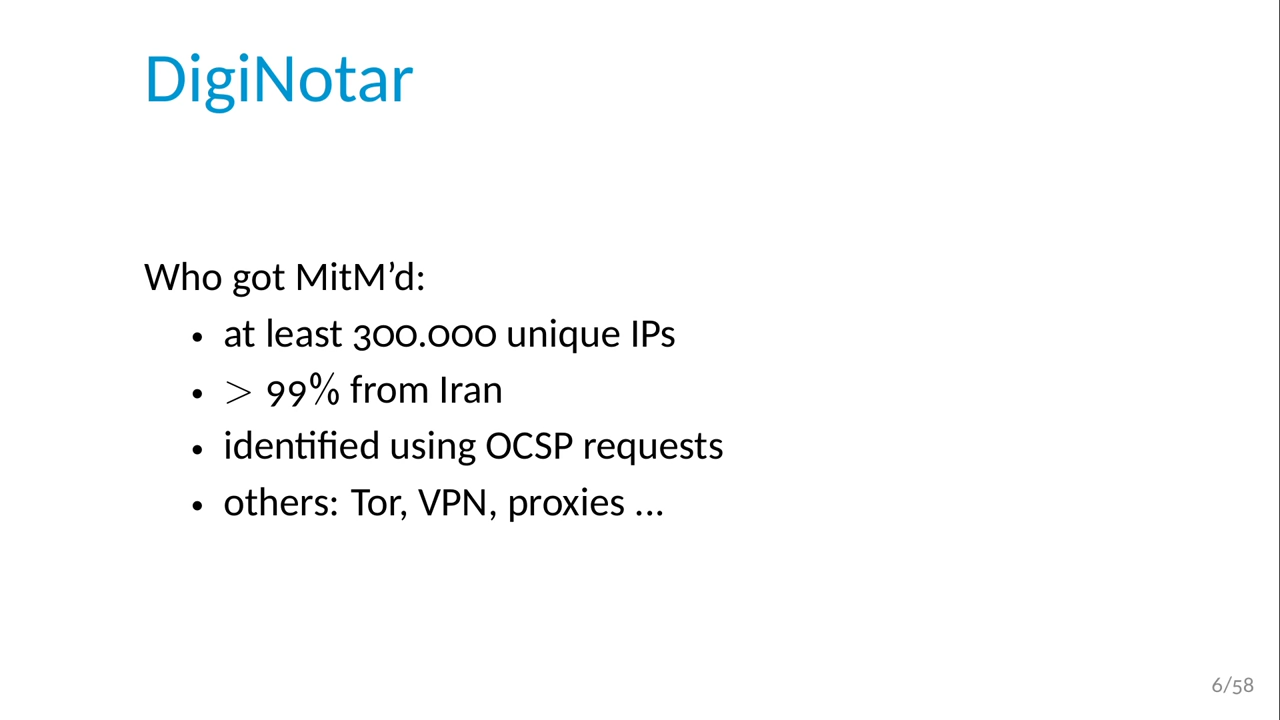 DigiNotar
Who got MitM’d:
• at least 300.000 unique IPs
• > 99% from Iran
• identified using OCSP requests
• others: Tor, VPN, proxies ...
6/58